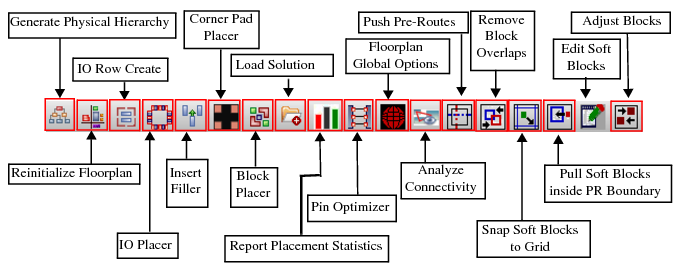 Generate Physical Hierarchy
Corner Pad
Placer
Push Pre-Routes
Remove
Block
Overlaps
Adjust Blocks
IO Row Create
Load Solution
Floorplan
Global Options
Edit Soft
Blocks
Reinitialize Floorplan
Insert
Filler
Block
Placer
Analyze
Connectivity
Pull Soft Blocks
inside PR Boundary
IO Placer
Report Placement Statistics
Pin Optimizer
Snap Soft Blocks
to Grid